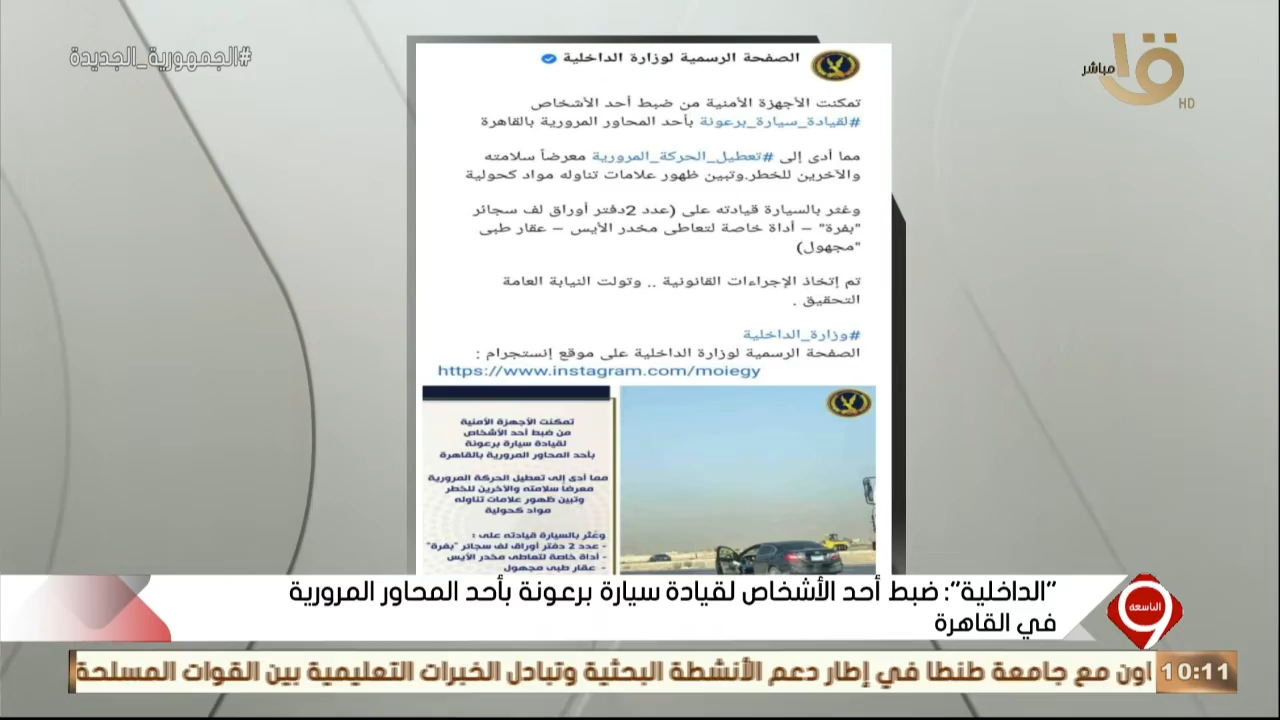 #الجمهورية_الجديدة
مباشر
HD
الصفحة الرسمية لوزارة الداخلية
تمكنت الأجهزة الأمنية من ضبط أحد الأشخاص
#لقيادة_سيارة_برعونة بأحد المحاور المرورية بالقاهرة
مما أدى إلى #تعطيل_الحركة_المرورية معرضاً سلامته
والآخرين للخطر.وتبين ظهور علامات تناوله مواد كحولية
وعُثر بالسيارة قيادته على (عدد 2دفتر أوراق لف سجائر
"بفرة" – أداة خاصة لتعاطى مخدر الأيس – عقار طبى
"مجهول)
تم إتخاذ الإجراءات القانونية .. وتولت النيابة العامة
التحقيق .
#وزارة_الداخلية
الصفحة الرسمية لوزارة الداخلية على موقع إنستجرام :
https://www.instagram.com/moiegy
تمكنت الأجهزة الأمنية
من ضبط أحد الأشخاص
لقيادة سيارة برعونة
بأحد المحاور المرورية بالقاهرة
مما أدى إلى تعطيل الحركة المرورية
معرضاً سلامته والآخرين للخطر
وتبين ظهور علامات تناوله
مواد كحولية
وعُثر بالسيارة قيادته على :
- عدد 2 دفتر أوراق لف سجائر "بفرة"
- أداة خاصة لتعاطى مخدر الأيس
- عقار طبى مجهول
"الداخلية": ضبط أحد الأشخاص لقيادة سيارة برعونة بأحد المحاور المرورية
في القاهرة
التاسعة
9
10:11
اون مع جامعة طنطا في إطار دعم الأنشطة البحثية وتبادل الخبرات التعليمية بين القوات المسلحة